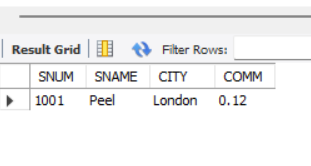 Result Grid Filter Rows:
SNUM SNAME CITY COMM
1001 Peel London 0.12